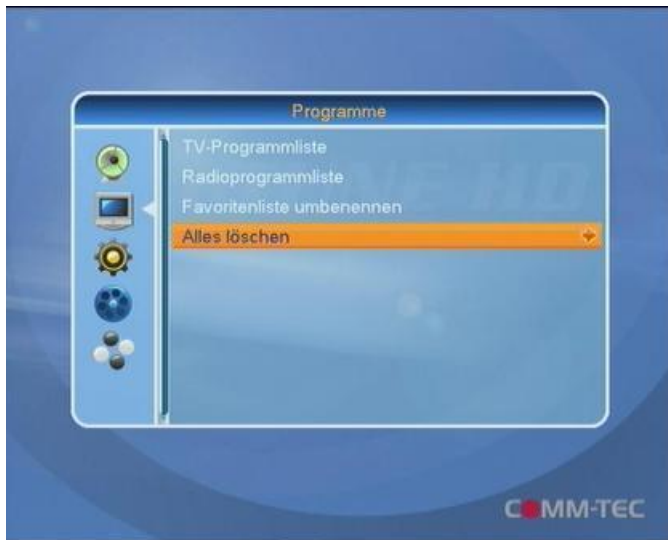 Programme
TV-Programmliste
Radioprogrammliste
Favoritenliste umbenennen
Alles löschen
COMM-TEC